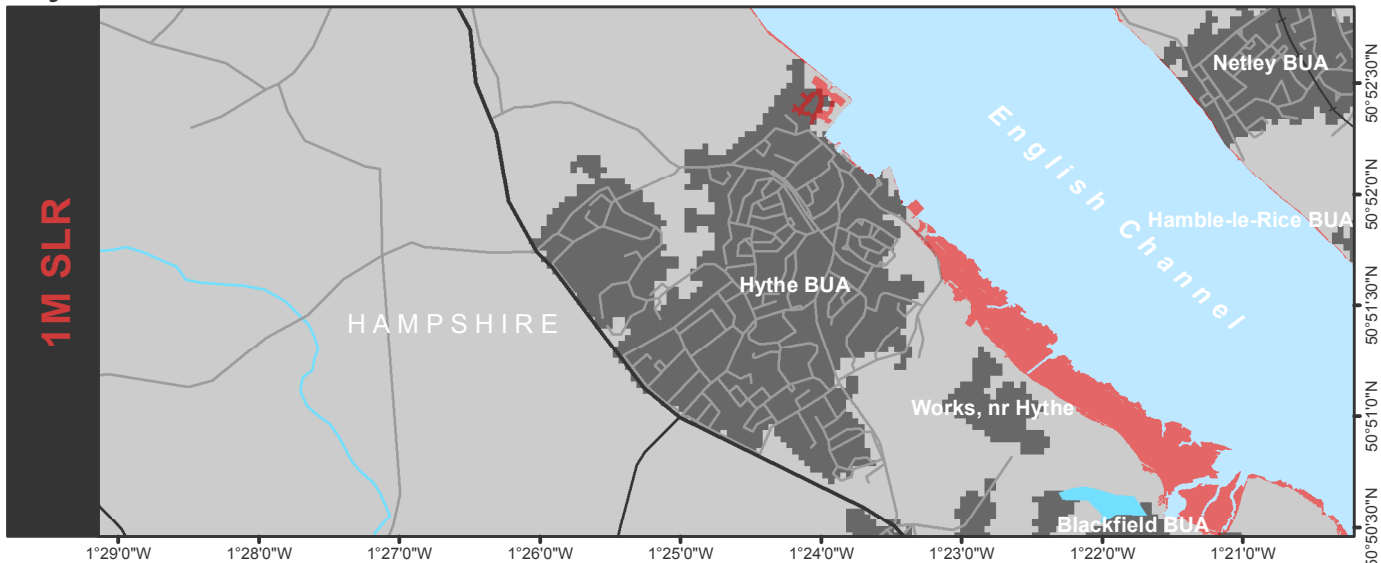 1M SLR
Netley BUA
English Channel
Hamble-le-Rice BUA
Hythe BUA
HAMPSHIRE
Works, nr Hythe
Blackfield BUA
50°52'30"N
50°52'0"N
50°51'30"N
50°51'0"N
50°50'30"N
1°29'0"W
1°28'0"W
1°27'0"W
1°26'0"W
1°25'0"W
1°24'0"W
1°23'0"W
1°22'0"W
1°21'0"W